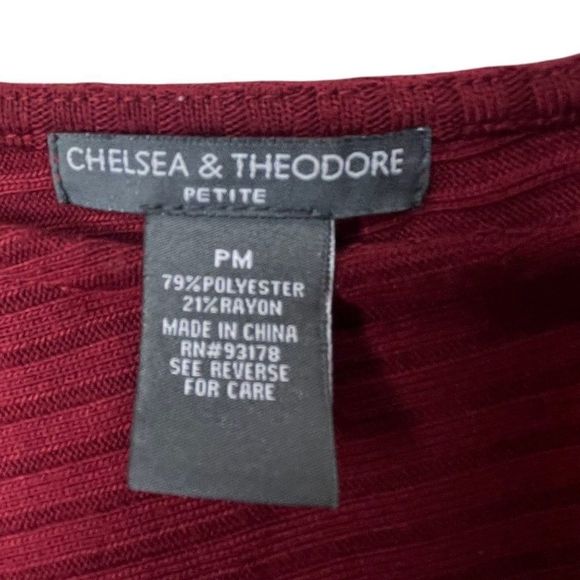 CHELSEA & THEODORE
PETITE
PM
79%POLYESTER
21%RAYON
MADE IN CHINA
RN#93178
SEE REVERSE
FOR CARE